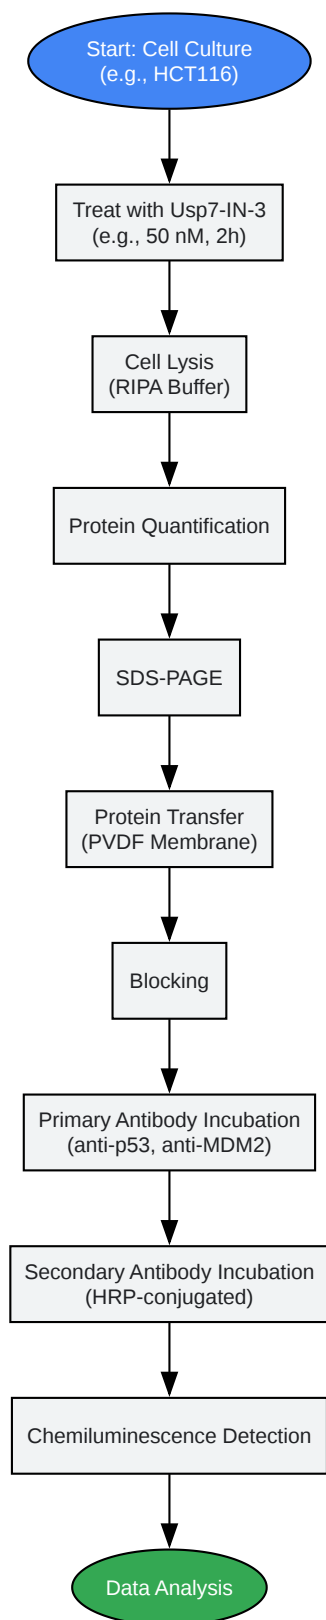 Start: Cell Culture
(e.g., HCT116)
Treat with Usp7-IN-3
(e.g., 50 nM, 2h)
Cell Lysis
(RIPA Buffer)
Protein Quantification
SDS-PAGE
Protein Transfer
(PVDF Membrane)
Blocking
Primary Antibody Incubation
(anti-p53, anti-MDM2)
Secondary Antibody Incubation
(HRP-conjugated)
Chemiluminescence Detection
Data Analysis